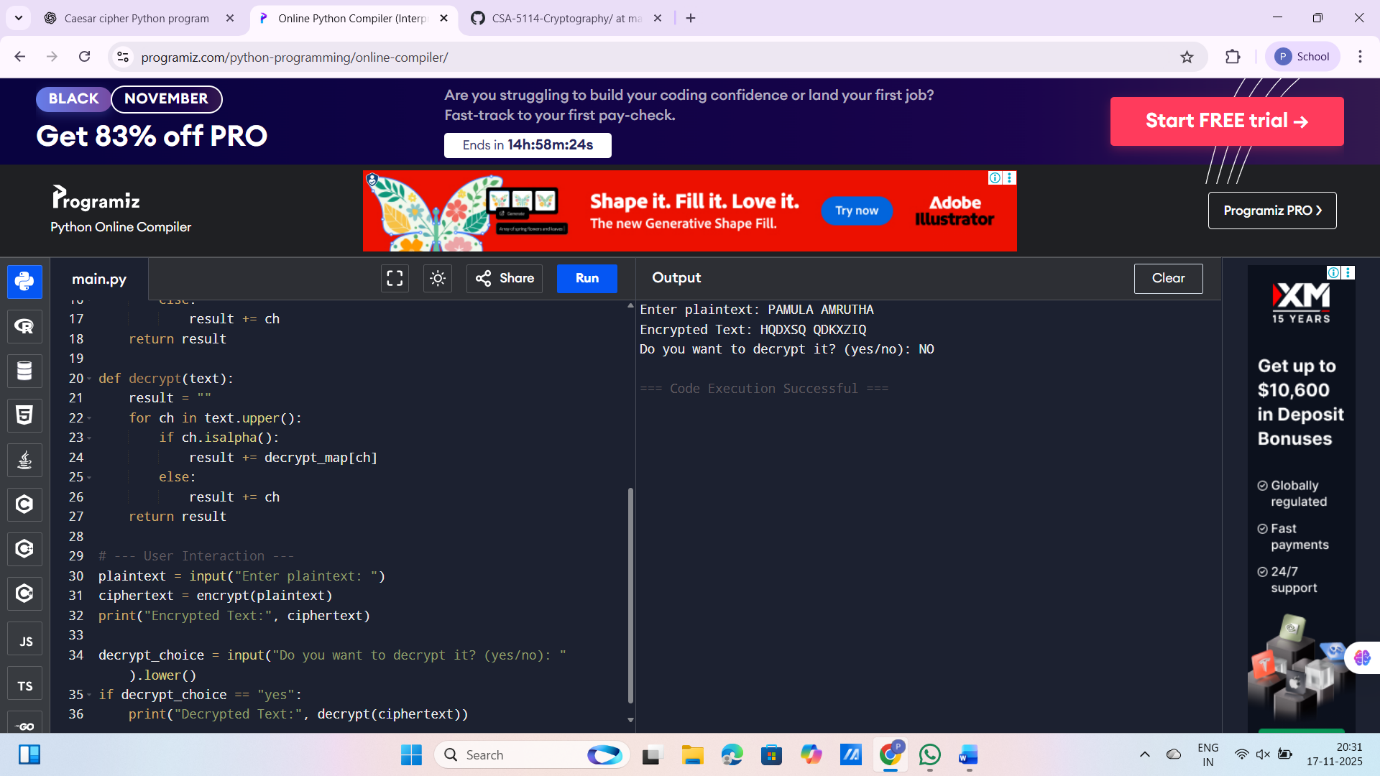 Caesar cipher Python program
Online Python Compiler (Interp
CSA-5114-Cryptography/ at ma
programiz.com/python-programming/online-compiler/
P School
BLACK NOVEMBER
Get 83% off PRO
Are you struggling to build your coding confidence or land your first job?
Fast-track to your first pay-check.
Ends in 14h:58m:24s
Start FREE trial →
Programiz
Python Online Compiler
Generate
Shape it. Fill it. Love it.
The new Generative Shape Fill.
Try now
Adobe
Illustrator
Programiz PRO >
main.py
Share
Run
Output
Clear
16 else:
17 result += ch
18 return result
19
20 def decrypt(text):
21 result = ""
22 for ch in text.upper():
23 if ch.isalpha():
24 result += decrypt_map[ch]
25 else:
26 result += ch
27 return result
28
29 # --- User Interaction ---
30 plaintext = input("Enter plaintext: ")
31 ciphertext = encrypt(plaintext)
32 print("Encrypted Text:", ciphertext)
33
34 decrypt_choice = input("Do you want to decrypt it? (yes/no): "
).lower()
35 if decrypt_choice == "yes":
36 print("Decrypted Text:", decrypt(ciphertext))
Enter plaintext: PAMULA AMRUTHA
Encrypted Text: HQDXSQ QDKXZIQ
Do you want to decrypt it? (yes/no): NO
=== Code Execution Successful ===
JS
TS
GO
XM
15 YEARS
Get up to
$10,600
in Deposit
Bonuses
Globally
regulated
Fast
payments
24/7
support
Search
P
ENG
IN
20:31
17-11-2025